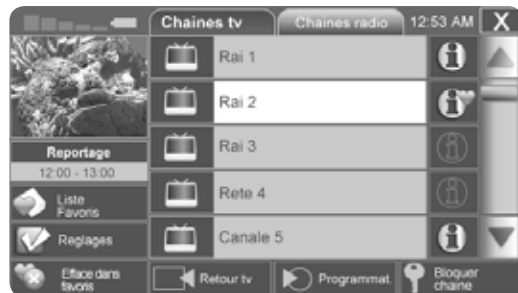 Chaines tv
Chaines radio
12:53 AM
X
Rai 1
Rai 2
Rai 3
Rete 4
Canale 5
Reportage
12:00 - 13:00
Liste
Favoris
Reglages
Efface dans
favoris
Retour tv
Programmat.
Bloquer
chaine